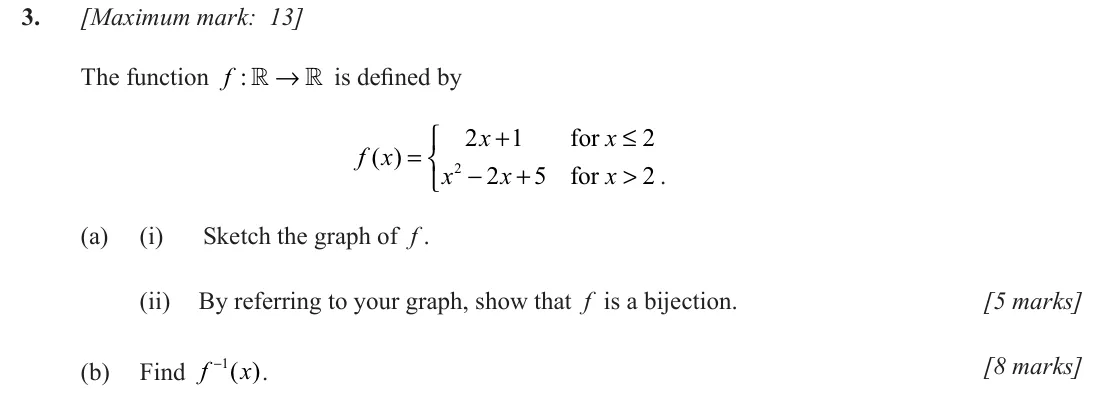 3. [Maximum mark: 13]
The function f : ℝ → ℝ is defined by
f(x) = { 2x+1 for x ≤ 2
x² − 2x + 5 for x > 2 .
(a) (i) Sketch the graph of f .
(ii) By referring to your graph, show that f is a bijection. [5 marks]
(b) Find f⁻¹(x). [8 marks]